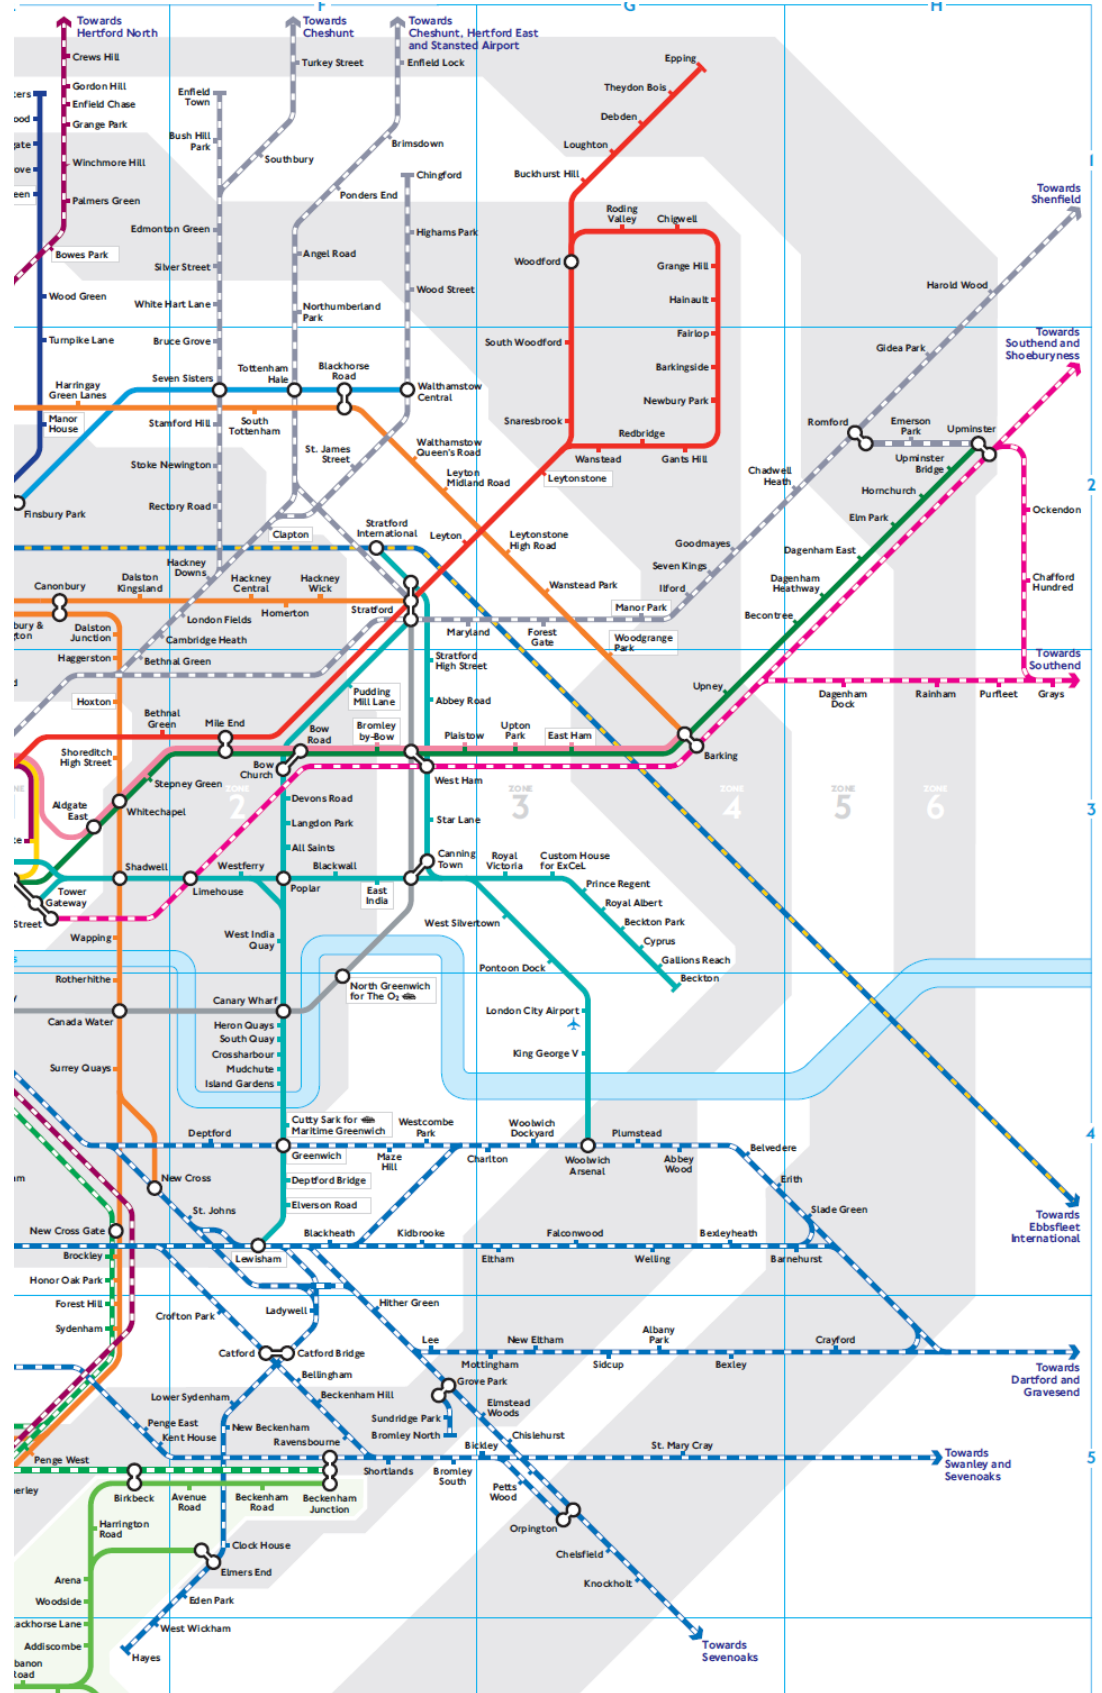 F
G
H
Towards
Hertford North
Towards
Cheshunt
Towards
Cheshunt, Hertford East
and Stansted Airport
Crews Hill
Turkey Street
Enfield Lock
Epping
Gordon Hill
Enfield Chase
Grange Park
Enfield
Town
Theydon Bois
Debden
Bush Hill
Park
Brimsdown
Loughton
1
Winchmore Hill
Southbury
Chingford
Buckhurst Hill
Palmers Green
Ponders End
Towards
Shenfield
Edmonton Green
Highams Park
Roding
Valley
Chigwell
Bowes Park
Angel Road
Silver Street
Woodford
Grange Hill
Wood Green
White Hart Lane
Northumberland
Park
Wood Street
Hainault
Harold Wood
Turnpike Lane
Bruce Grove
South Woodford
Fairlop
Gidea Park
Towards
Southend and
Shoeburyness
Harringay
Green Lanes
Seven Sisters
Tottenham
Hale
Blackhorse
Road
Walthamstow
Central
Barkingside
Manor
House
Stamford Hill
South
Tottenham
Snaresbrook
Newbury Park
Romford
Emerson
Park
Upminster
Stoke Newington
St. James
Street
Walthamstow
Queen's Road
Redbridge
Wanstead
Gants Hill
Upminster
Bridge
2
Leyton
Midland Road
Leytonstone
Chadwell
Heath
Hornchurch
Finsbury Park
Rectory Road
Clapton
Stratford
International
Leyton
Leytonstone
High Road
Goodmayes
Elm Park
Ockendon
Hackney
Downs
Seven Kings
Dagenham East
Canonbury
Dalston
Kingsland
Hackney
Central
Hackney
Wick
Homerton
Stratford
Wanstead Park
Ilford
Dagenham
Heathway
Chafford
Hundred
Manor Park
Becontree
Dalston
Junction
London Fields
Cambridge Heath
Maryland
Forest
Gate
Woodgrange
Park
Haggerston
Bethnal Green
Stratford
High Street
Towards
Southend
Hoxton
Pudding
Mill Lane
Abbey Road
Upney
Dagenham
Dock
Rainham
Purfleet
Grays
Bethnal
Green
Mile End
Bow
Road
Bromley
by-Bow
Plaistow
Upton
Park
East Ham
Shoreditch
High Street
Bow
Church
West Ham
Barking
Stepney Green
Aldgate
East
Whitechapel
Devons Road
ZONE
2
ZONE
3
ZONE
4
ZONE
5
ZONE
6
3
Langdon Park
Star Lane
All Saints
Shadwell
Westferry
Blackwall
Canning
Town
Royal
Victoria
Custom House
for ExCeL
Tower
Gateway
Limehouse
Poplar
East
India
Prince Regent
Royal Albert
Street
West Silvertown
Beckton Park
Wapping
West India
Quay
Cyprus
Gallions Reach
Pontoon Dock
Beckton
Rotherhithe
North Greenwich
for The O2
Canary Wharf
London City Airport
Canada Water
Heron Quays
South Quay
Crossharbour
Mudchute
Island Gardens
King George V
Surrey Quays
Cutty Sark for
Maritime Greenwich
Deptford
Westcombe
Park
Woolwich
Dockyard
Plumstead
4
Greenwich
Maze
Hill
Charlton
Woolwich
Arsenal
Abbey
Wood
Belvedere
New Cross
Deptford Bridge
Erith
St. Johns
Elverson Road
Slade Green
Towards
Ebbsfleet
International
New Cross Gate
Blackheath
Kidbrooke
Falconwood
Bexleyheath
Brockley
Lewisham
Eltham
Welling
Barnehurst
Honor Oak Park
Forest Hill
Ladywell
Hither Green
Crofton Park
Sydenham
Lee
New Eltham
Albany
Park
Crayford
Catford
Catford Bridge
Mottingham
Sidcup
Bexley
Towards
Dartford and
Gravesend
Bellingham
Grove Park
Lower Sydenham
Beckenham Hill
Elmstead
Woods
Penge East
Kent House
New Beckenham
Sundridge Park
Bromley North
Chislehurst
Ravensbourne
Bickley
St. Mary Cray
Towards
Swanley and
Sevenoaks
5
Penge West
Shortlands
Bromley
South
Petts
Wood
Birkbeck
Avenue
Road
Beckenham
Road
Beckenham
Junction
Harrington
Road
Orpington
Clock House
Chelsfield
Elmers End
Arena
Knockholt
Woodside
Eden Park
Addiscombe
West Wickham
Hayes
Towards
Sevenoaks